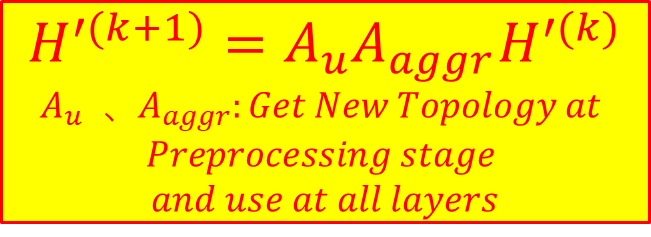 H′⁽ᵏ⁺¹⁾ = A_u A_aggr H′⁽ᵏ⁾
A_u 、 A_aggr: Get New Topology at
Preprocessing stage
and use at all layers